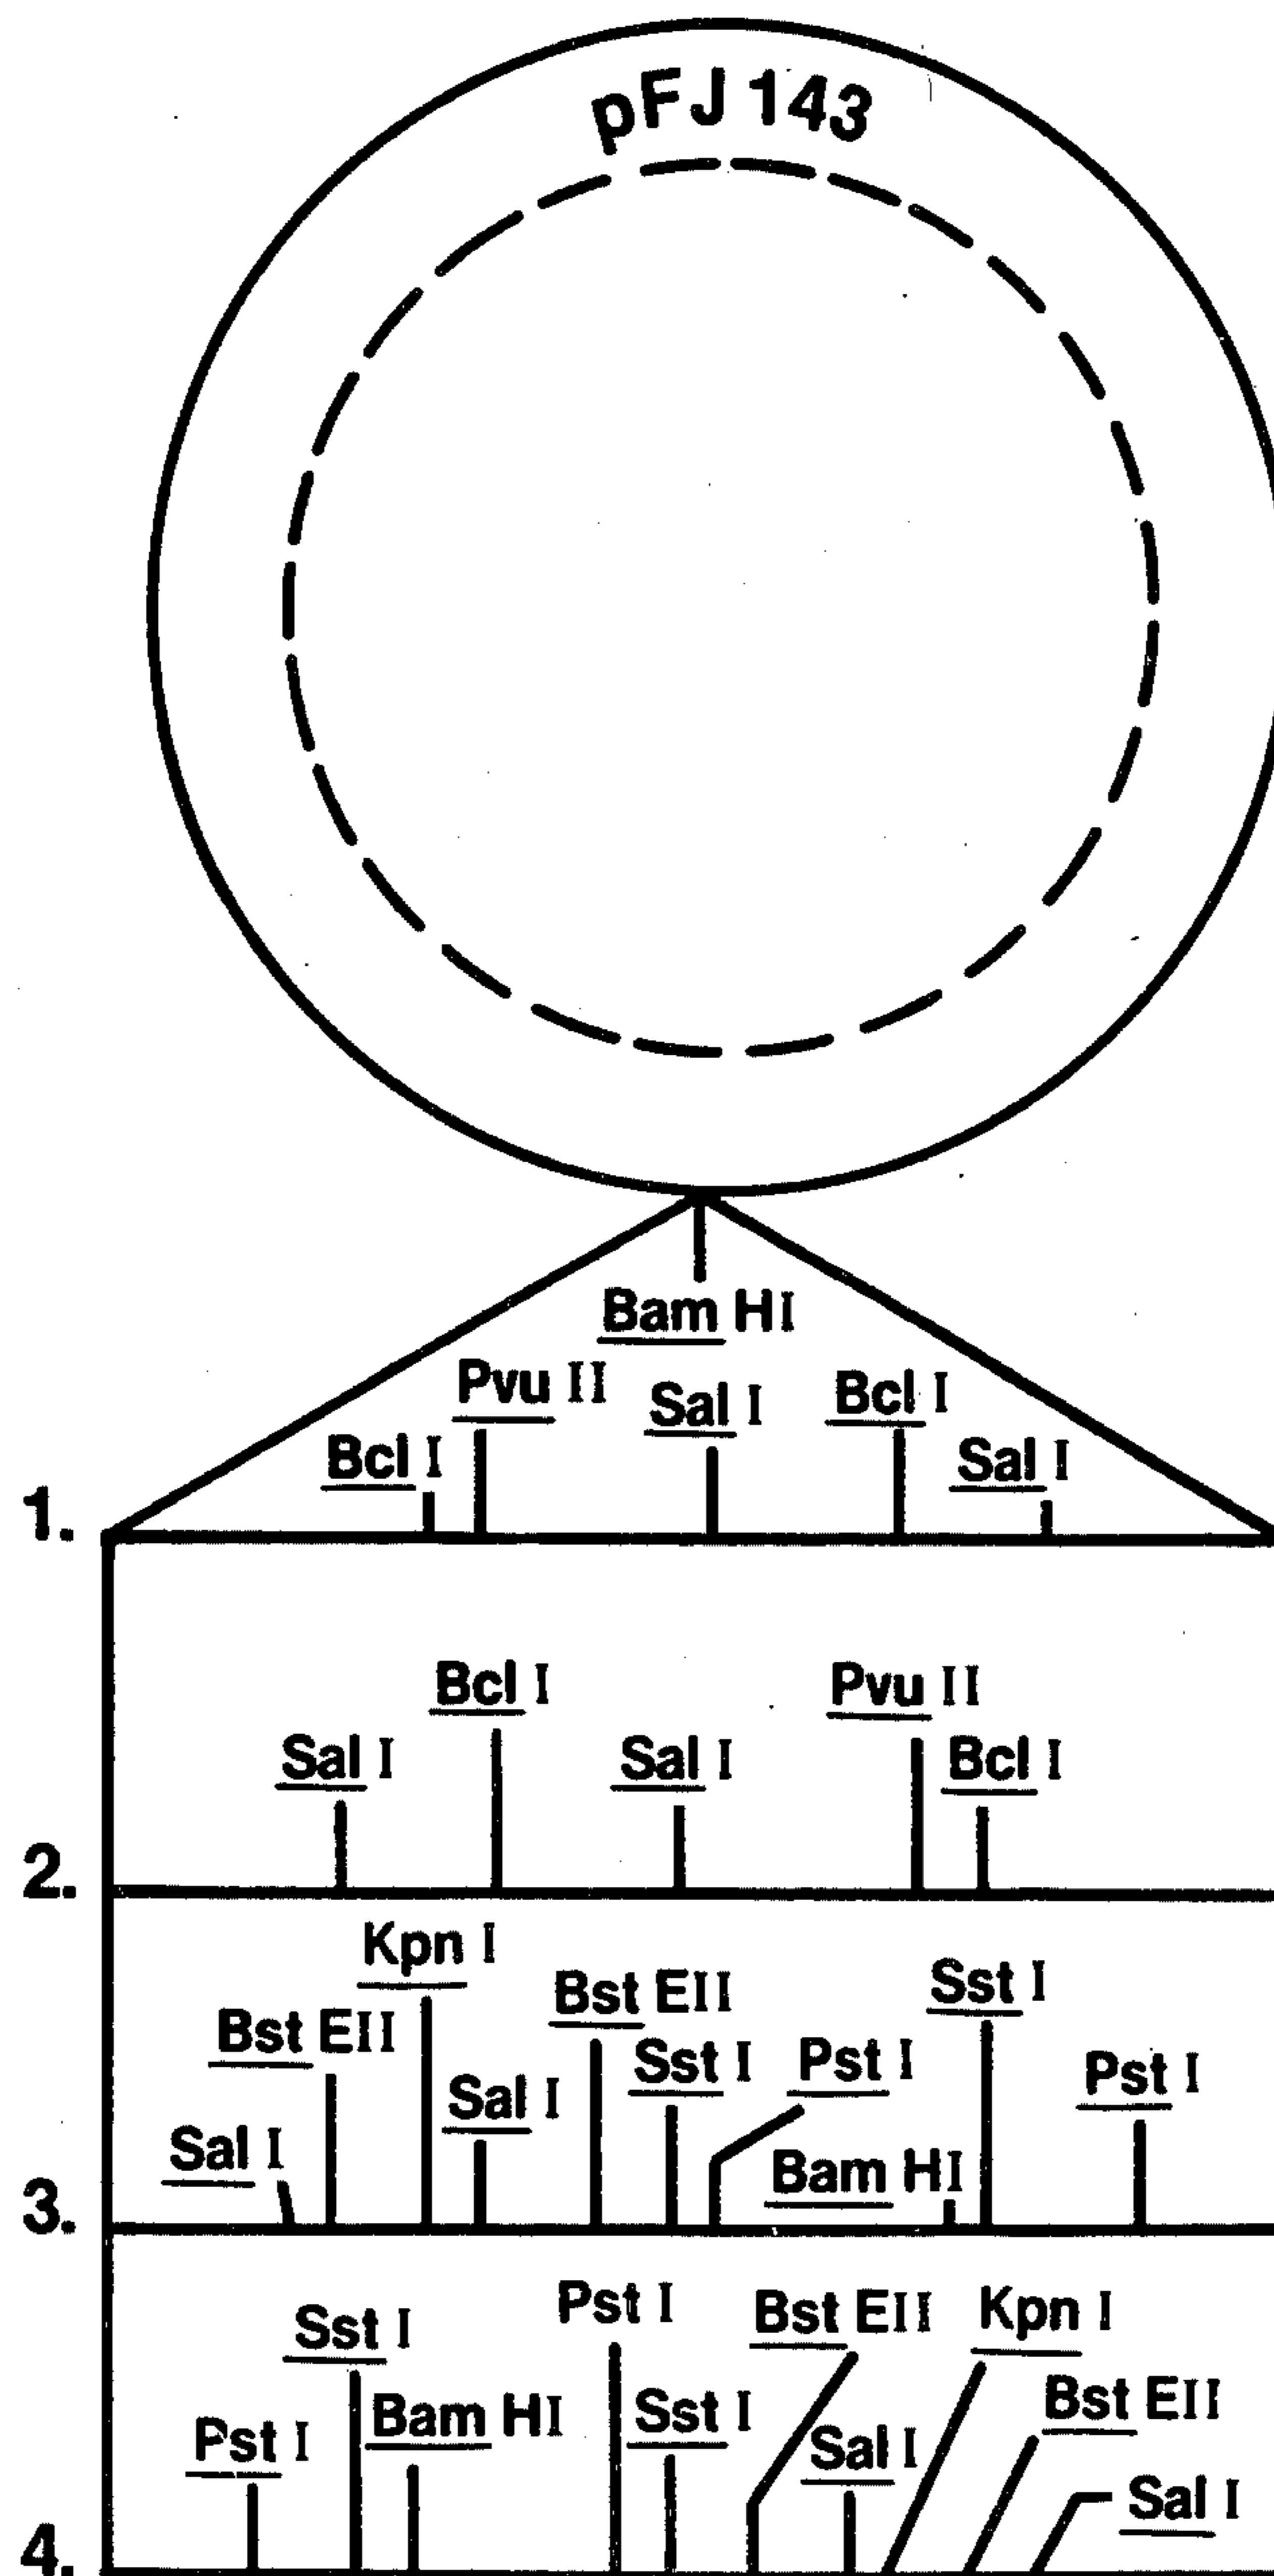 pFJ 143
Bam HI
Pvu II
Sal I
Bcl I
Bcl I
Sal I
1.
Bcl I
Pvu II
Sal I
Sal I
Bcl I
2.
Kpn I
Bst EII
Sst I
Bst EII
Sst I
Pst I
Pst I
Sal I
Sal I
Bam HI
3.
Pst I
Bst EII
Kpn I
Sst I
Bam HI
Sst I
Bst EII
Pst I
Sal I
Sal I
4.